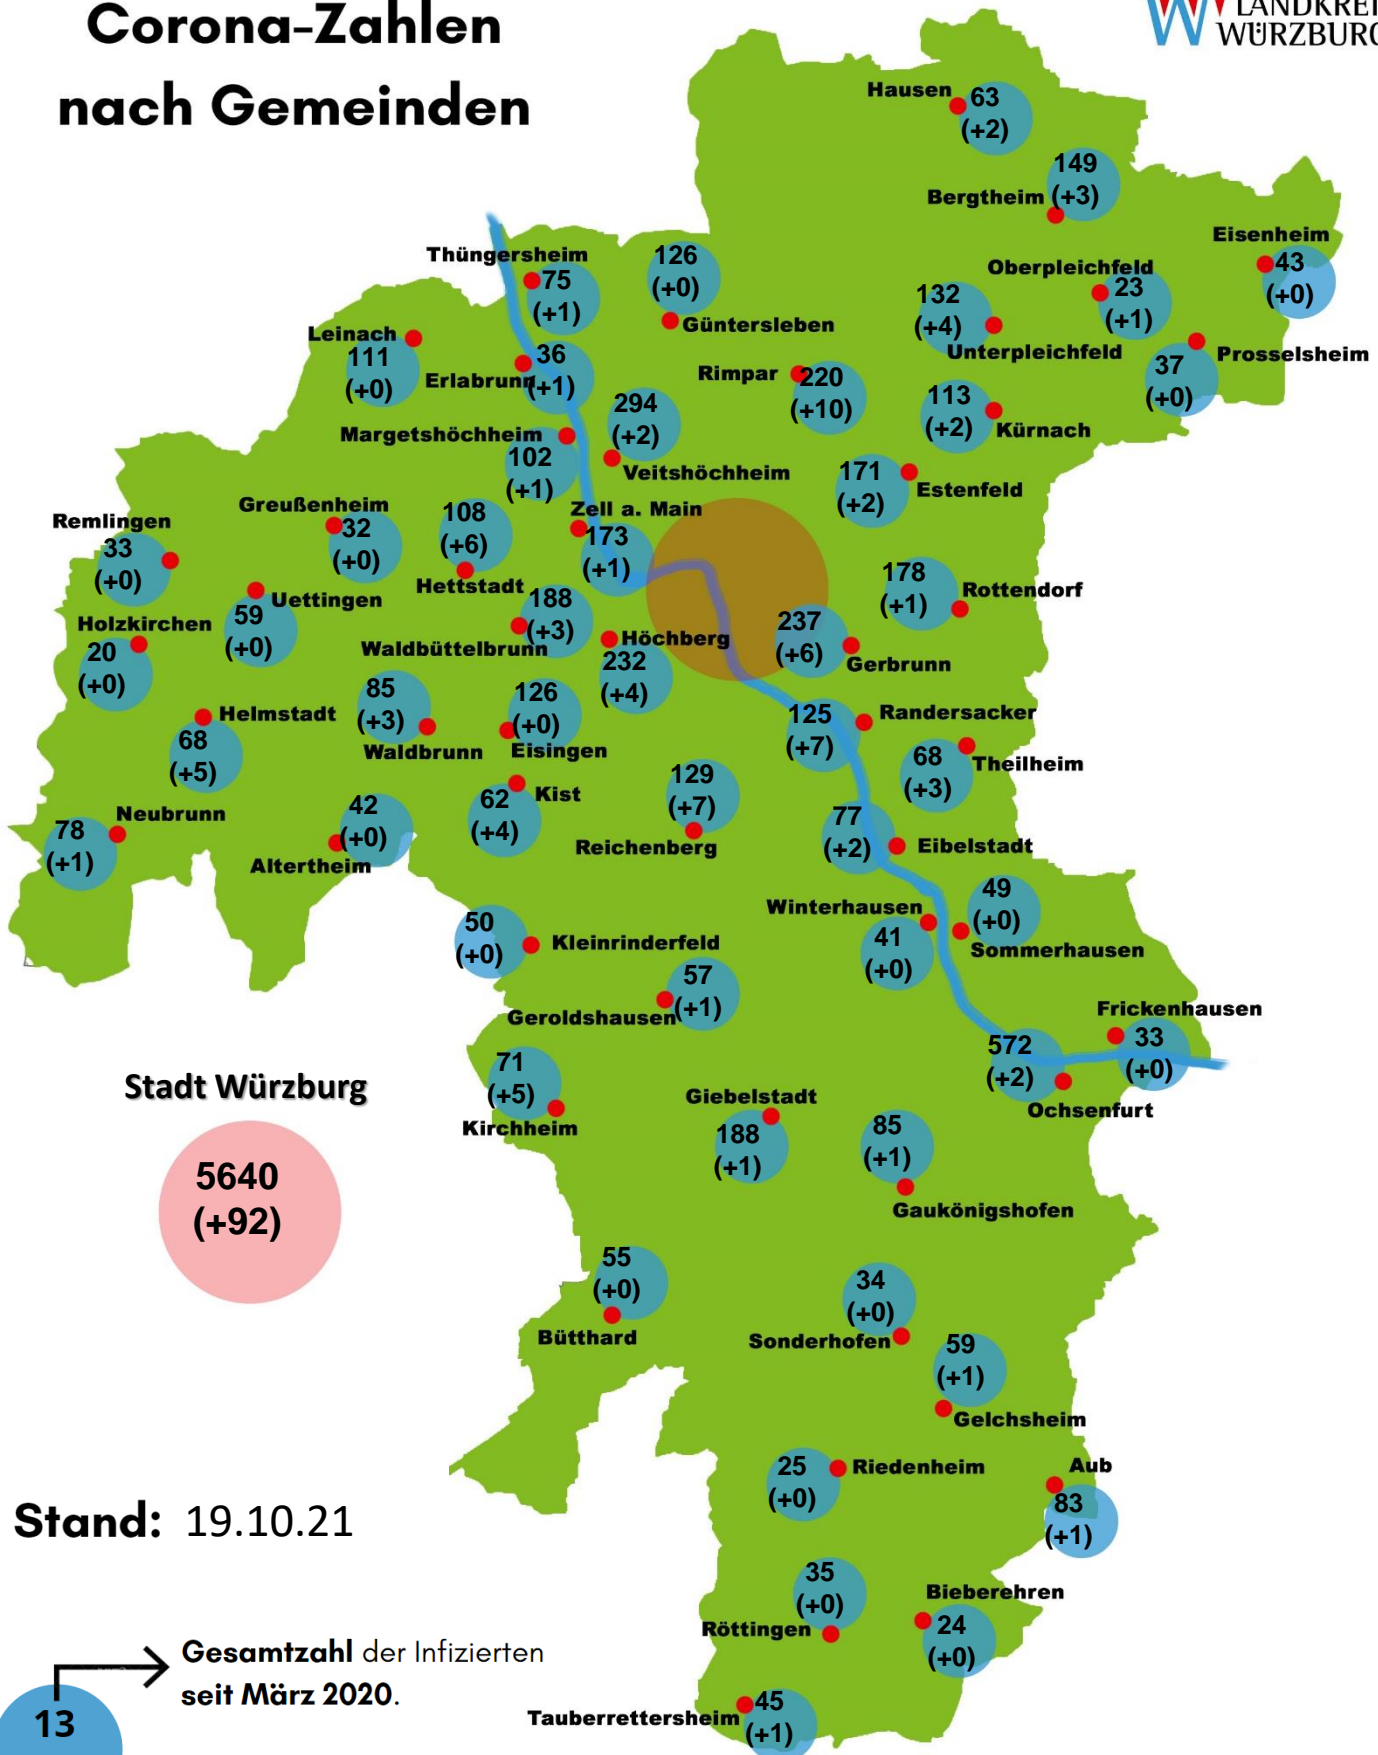 Corona-Zahlen
nach Gemeinden
WÜRZBURG
Hausen
63
(+2)
149
(+3)
Bergtheim
Eisenheim
43
(+0)
Thüngersheim
75
(+1)
126
(+0)
Güntersleben
Oberpleichfeld
23
(+1)
132
(+4)
Unterpleichfeld
Prosselsheim
37
(+0)
Leinach
111
(+0)
36
Erlabrunn
(+1)
Rimpar
220
(+10)
113
(+2)
Kürnach
294
(+2)
Veitshöchheim
Margetshöchheim
102
(+1)
171
(+2)
Estenfeld
Greußenheim
32
(+0)
Remlingen
33
(+0)
108
(+6)
Hettstadt
Zell a. Main
173
(+1)
178
(+1)
Rottendorf
Uettingen
59
(+0)
Holzkirchen
20
(+0)
188
(+3)
Waldbüttelbrunn
Höchberg
232
(+4)
237
(+6)
Gerbrunn
Helmstadt
68
(+5)
85
(+3)
Waldbrunn
126
(+0)
Eisingen
125
(+7)
Randersacker
68
(+3)
Theilheim
129
(+7)
Reichenberg
Kist
62
(+4)
Neubrunn
78
(+1)
42
(+0)
Altertheim
77
(+2)
Eibelstadt
Winterhausen
41
(+0)
49
(+0)
Sommerhausen
50
(+0)
Kleinrinderfeld
57
(+1)
Geroldshausen
Frickenhausen
33
(+0)
572
(+2)
Ochsenfurt
71
(+5)
Kirchheim
Giebelstadt
188
(+1)
85
(+1)
Gaukönigshofen
Stadt Würzburg
5640
(+92)
55
(+0)
Bütthard
34
(+0)
Sonderhofen
59
(+1)
Gelchsheim
25
(+0)
Riedenheim
Aub
83
(+1)
Stand: 19.10.21
35
(+0)
Röttingen
Bieberehren
24
(+0)
Tauberrettersheim
45
(+1)
Gesamtzahl der Infizierten
seit März 2020.
13